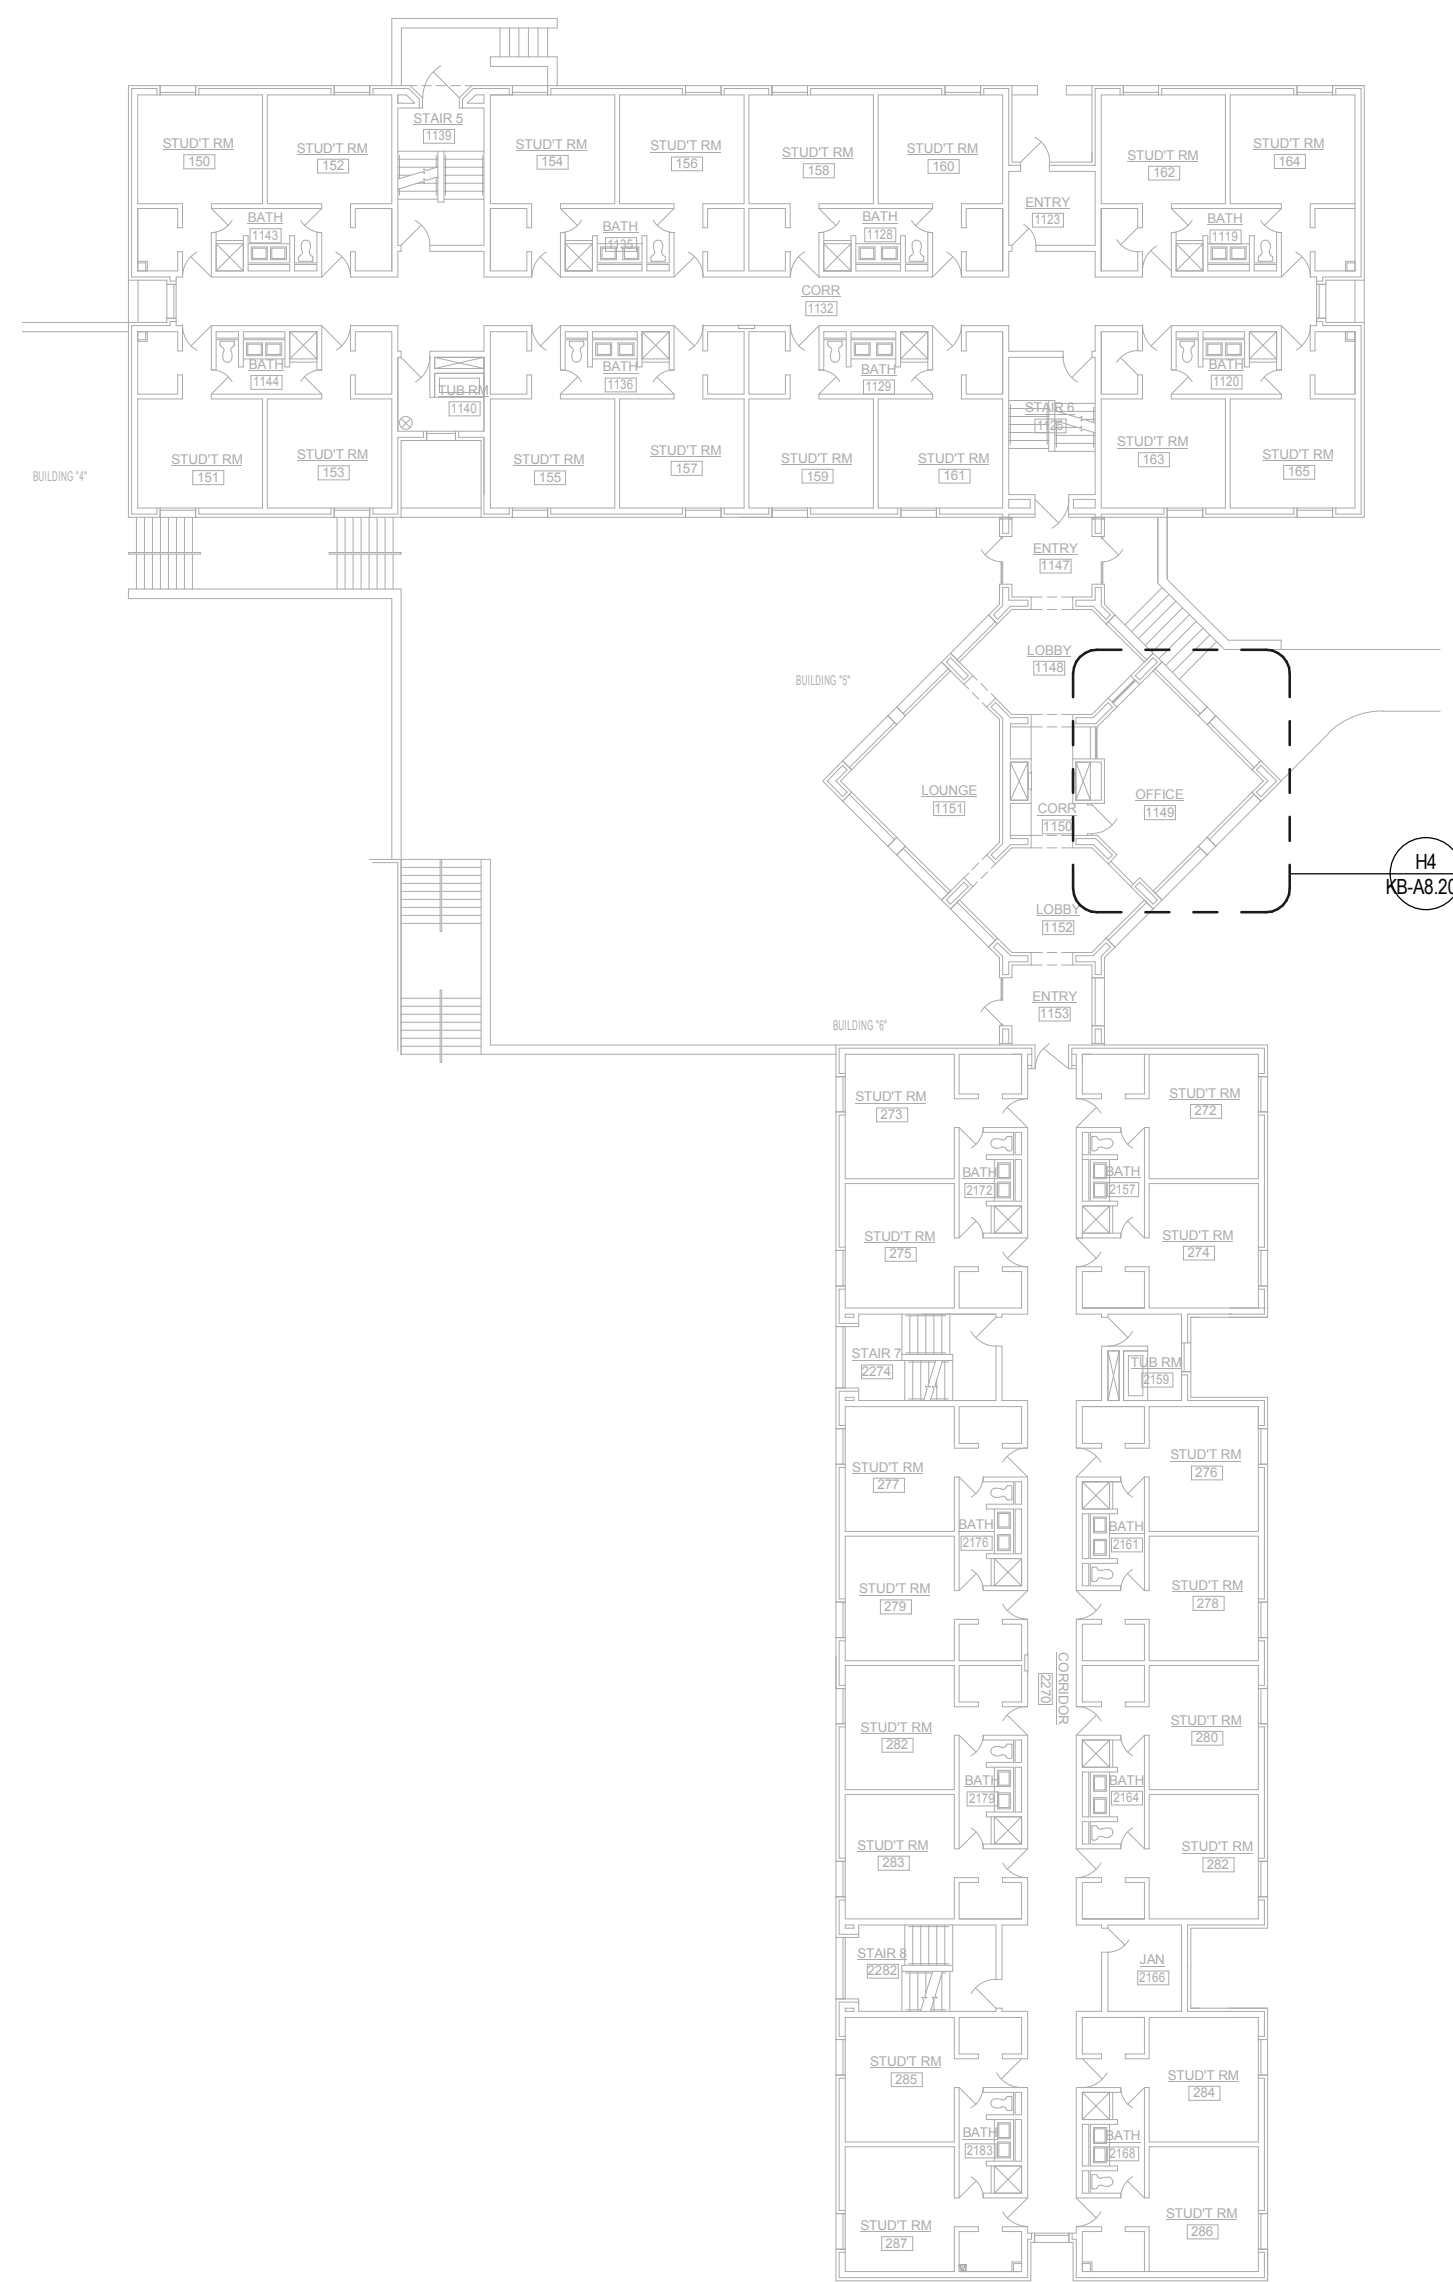 STAIR 5
1139
STUD'T RM
150
STUD'T RM
152
STUD'T RM
154
STUD'T RM
156
STUD'T RM
158
STUD'T RM
160
STUD'T RM
162
STUD'T RM
164
ENTRY
1123
BATH
1143
BATH
1135
BATH
1128
BATH
1119
CORR
1132
BATH
1144
TUB RM
1140
BATH
1136
BATH
1129
BATH
1120
STAIR 6
1125
STUD'T RM
151
STUD'T RM
153
STUD'T RM
155
STUD'T RM
157
STUD'T RM
159
STUD'T RM
161
STUD'T RM
163
STUD'T RM
165
BUILDING "4"
ENTRY
1147
LOBBY
1148
BUILDING "5"
LOUNGE
1151
OFFICE
1149
CORR
1150
H4
KB-A8.20
LOBBY
1152
ENTRY
1153
BUILDING "6"
STUD'T RM
273
STUD'T RM
272
BATH
2172
BATH
2157
STUD'T RM
275
STUD'T RM
274
STAIR 7
2274
TUB RM
2159
STUD'T RM
277
STUD'T RM
276
BATH
2176
BATH
2161
STUD'T RM
279
STUD'T RM
278
CORRIDOR
2270
STUD'T RM
282
STUD'T RM
280
BATH
2179
BATH
2164
STUD'T RM
283
STUD'T RM
282
STAIR 8
2282
JAN
2166
STUD'T RM
285
STUD'T RM
284
BATH
2183
BATH
2168
STUD'T RM
287
STUD'T RM
286